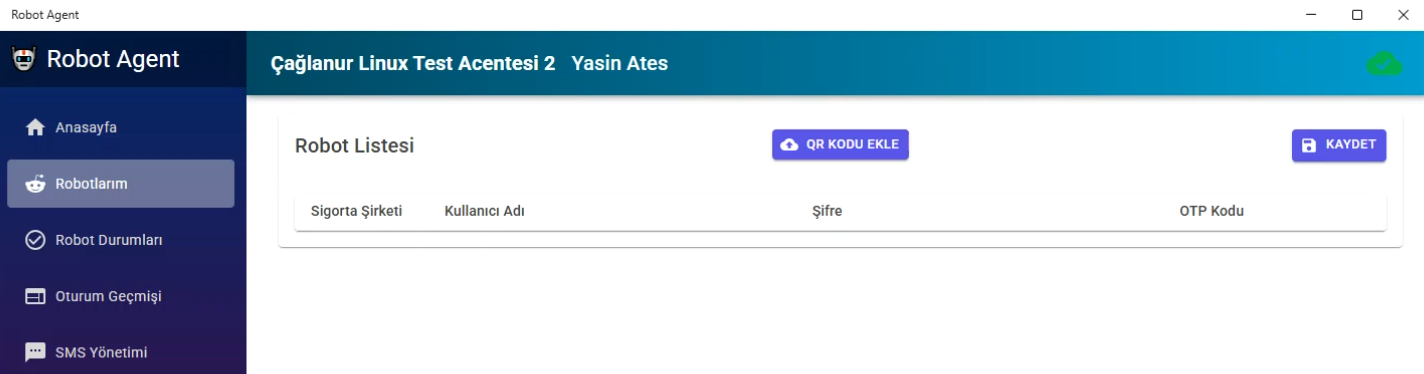 Robot Agent
Robot Agent
Çağlanur Linux Test Acentesi 2 Yasin Ates
Anasayfa
Robotlarım
Robot Durumları
Oturum Geçmişi
SMS Yönetimi
Robot Listesi
QR KODU EKLE
KAYDET
Sigorta Şirketi Kullanıcı Adı Şifre OTP Kodu